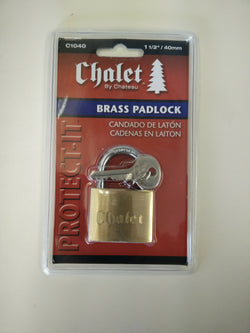 C1040
1 1/2" / 40mm
Chalet
By Chateau
BRASS PADLOCK
CANDADO DE LATÓN
CADENAS EN LAITON
PROTECT-IT
Chalet